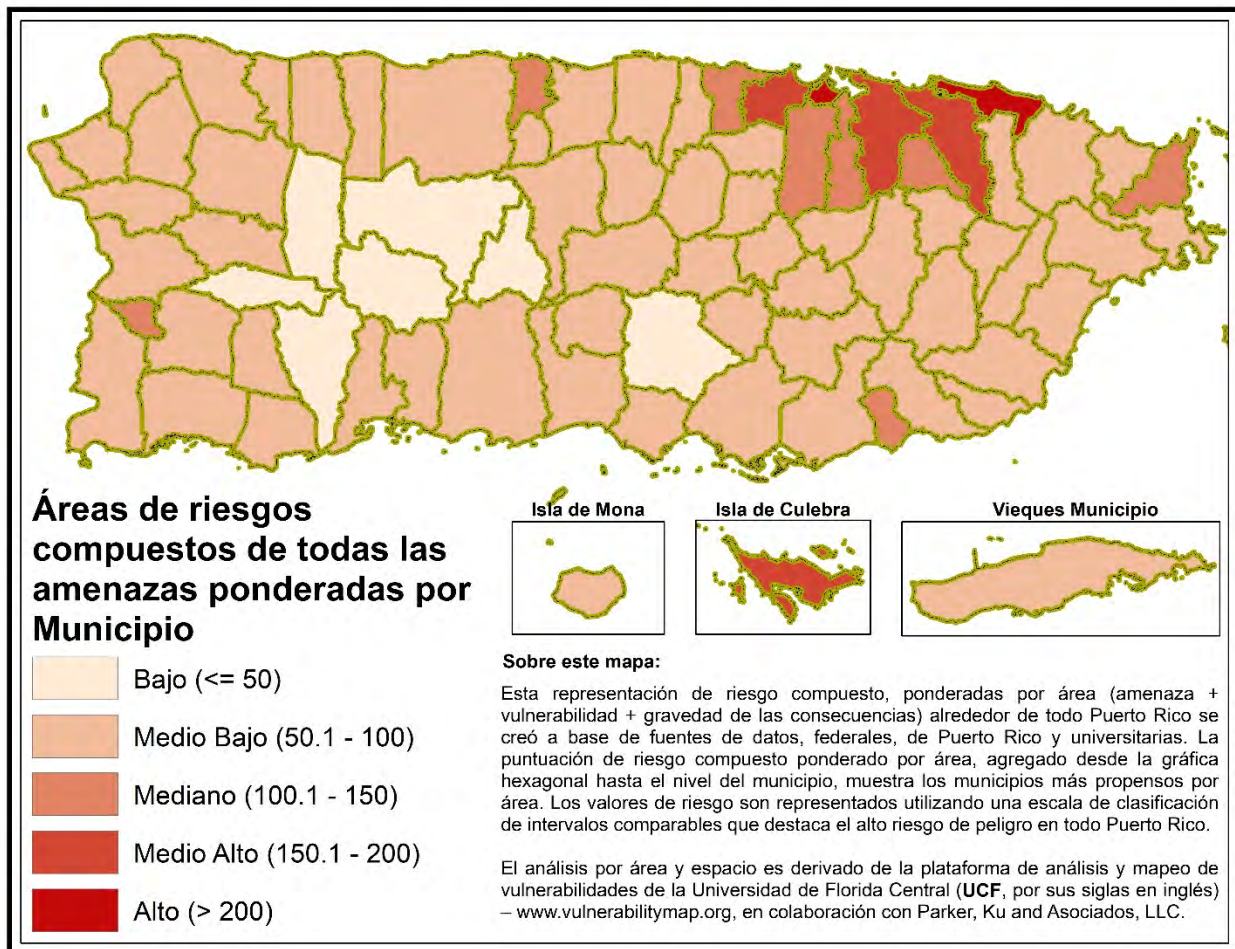 Isla de Mona
Isla de Culebra
Vieques Municipio
Áreas de riesgos
compuestos de todas las
amenazas ponderadas por
Municipio
Bajo (<= 50)
Medio Bajo (50.1 - 100)
Mediano (100.1 - 150)
Medio Alto (150.1 - 200)
Alto (> 200)
Sobre este mapa:
Esta representación de riesgo compuesto, ponderadas por área (amenaza +
vulnerabilidad + gravedad de las consecuencias) alrededor de todo Puerto Rico se
creó a base de fuentes de datos, federales, de Puerto Rico y universitarias. La
puntuación de riesgo compuesto ponderado por área, agregado desde la gráfica
hexagonal hasta el nivel del municipio, muestra los municipios más propensos por
área. Los valores de riesgo son representados utilizando una escala de clasificación
de intervalos comparables que destaca el alto riesgo de peligro en todo Puerto Rico.
El análisis por área y espacio es derivado de la plataforma de análisis y mapeo de
vulnerabilidades de la Universidad de Florida Central (UCF, por sus siglas en inglés)
– www.vulnerabilitymap.org, en colaboración con Parker, Ku and Asociados, LLC.